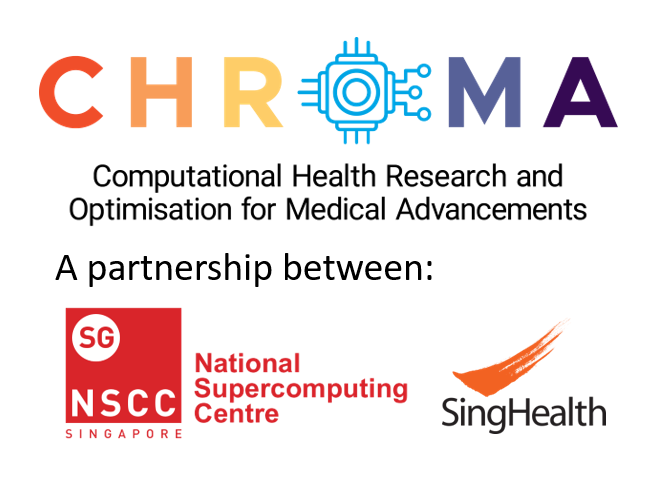 CHROMA
Computational Health Research and
Optimisation for Medical Advancements
A partnership between:
SG
NSCC
SINGAPORE
National
Supercomputing
Centre
SingHealth